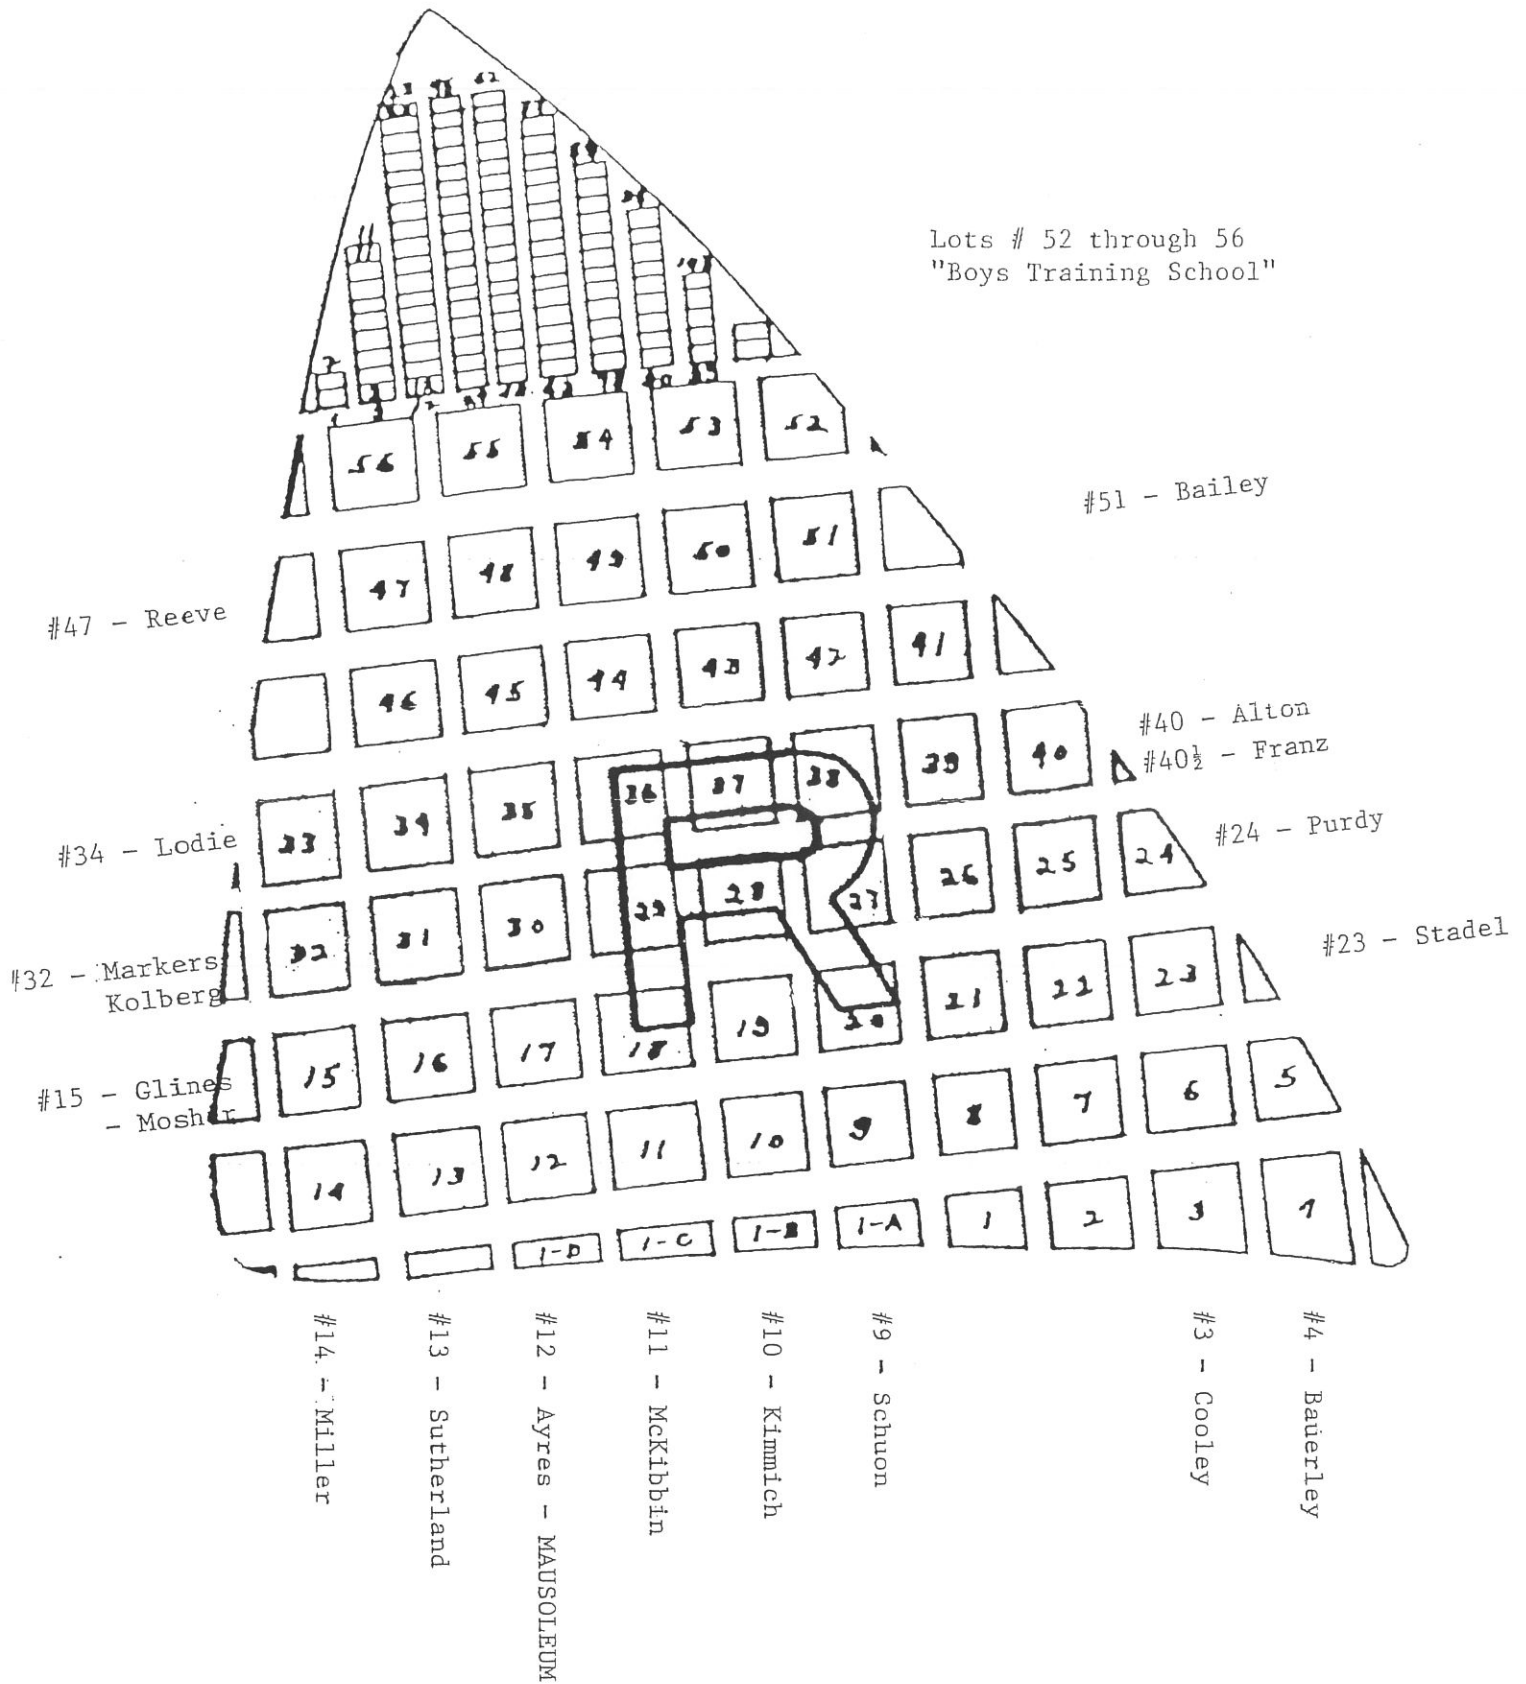 62
Lots # 52 through 56
"Boys Training School"
56 55 54 53 52
#51 - Bailey
47 48 49 50 51
#47 - Reeve
46 45 44 43 42 41
#40 - Alton
#40½ - Franz
33 34 35 36 37 38 39 40
#34 - Lodie
#24 - Purdy
32 31 30 29 28 27 26 25 24
#32 - Markers
Kolberg
#23 - Stadel
15 16 17 18 19 20 21 22 23
#15 - Glines
- Mosher
14 13 12 11 10 9 8 7 6 5
R
1-D 1-C 1-B 1-A 1 2 3 4
#14 - Miller
#13 - Sutherland
#12 - Ayres - MAUSOLEUM
#11 - McKibbin
#10 - Kimmich
#9 - Schuon
#3 - Cooley
#4 - Bauerley